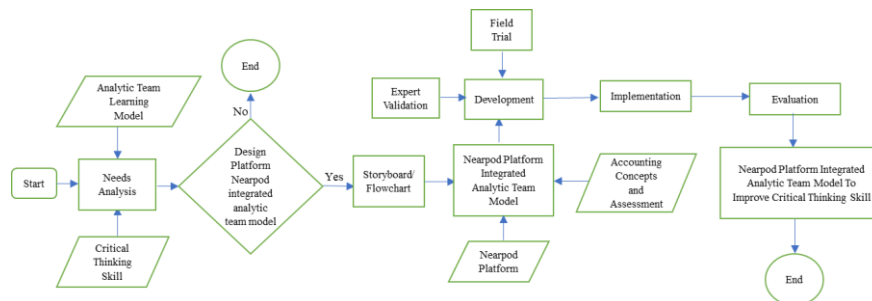 Field
Trial
End
Analytic Team
Learning
Model
Expert
Validation
Development
Implementation
Evaluation
No
Design
Platform
Nearpod
integrated
analytic
team model
Start
Needs
Analysis
Yes
Storyboard/
Flowchart
Nearpod Platform
Integrated
Analytic Team
Model
Accounting
Concepts
and
Assessment
Nearpod Platform Integrated
Analytic Team Model To
Improve Critical Thinking Skill
Critical
Thinking
Skill
Nearpod
Platform
End